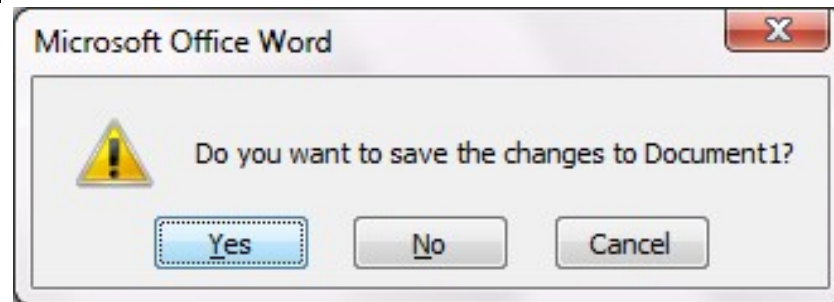 Microsoft Office Word
Do you want to save the changes to Document1?
Yes No Cancel